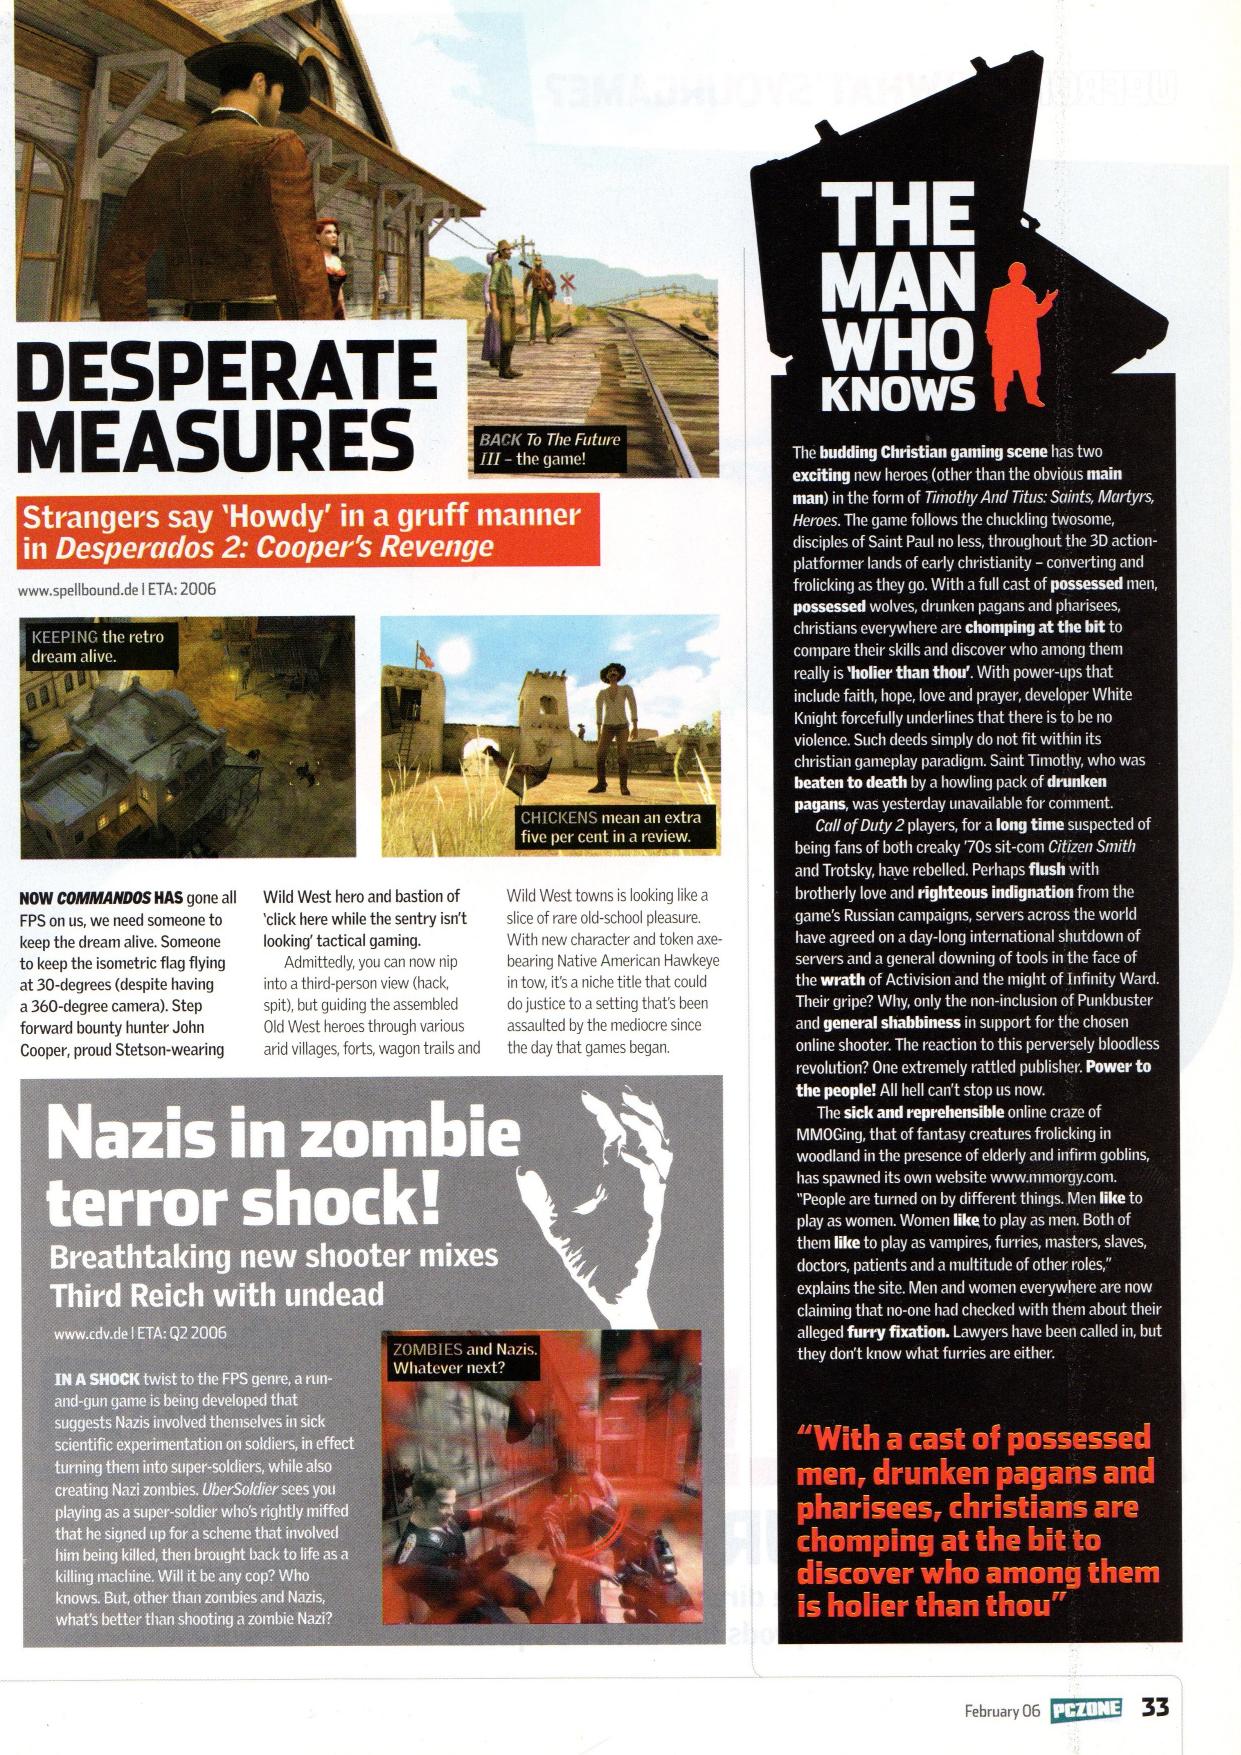 DESPERATE
MEASURES
BACK To The Future
III – the game!
Strangers say ‘Howdy’ in a gruff manner
in Desperados 2: Cooper’s Revenge
www.spellbound.de | ETA: 2006
KEEPING the retro
dream alive.
CHICKENS mean an extra
five per cent in a review.
NOW COMMANDOS HAS gone all
FPS on us, we need someone to
keep the dream alive. Someone
to keep the isometric flag flying
at 30-degrees (despite having
a 360-degree camera). Step
forward bounty hunter John
Cooper, proud Stetson-wearing
Wild West hero and bastion of
‘click here while the sentry isn’t
looking’ tactical gaming.
Admittedly, you can now nip
into a third-person view (hack,
spit), but guiding the assembled
Old West heroes through various
arid villages, forts, wagon trails and
Wild West towns is looking like a
slice of rare old-school pleasure.
With new character and token axe-
bearing Native American Hawkeye
in tow, it’s a niche title that could
do justice to a setting that’s been
assaulted by the mediocre since
the day that games began.
Nazis in zombie
terror shock!
Breathtaking new shooter mixes
Third Reich with undead
www.cdv.de | ETA: Q2 2006
ZOMBIES and Nazis.
Whatever next?
IN A SHOCK twist to the FPS genre, a run-
and-gun game is being developed that
suggests Nazis involved themselves in sick
scientific experimentation on soldiers, in effect
turning them into super-soldiers, while also
creating Nazi zombies. UberSoldier sees you
playing as a super-soldier who’s rightly miffed
that he signed up for a scheme that involved
him being killed, then brought back to life as a
killing machine. Will it be any cop? Who
knows. But, other than zombies and Nazis,
what’s better than shooting a zombie Nazi?
THE
MAN
WHO
KNOWS
The budding Christian gaming scene has two
exciting new heroes (other than the obvious main
man) in the form of Timothy And Titus: Saints, Martyrs,
Heroes. The game follows the chuckling twosome,
disciples of Saint Paul no less, throughout the 3D action-
platformer lands of early christianity – converting and
frolicking as they go. With a full cast of possessed men,
possessed wolves, drunken pagans and pharisees,
christians everywhere are chomping at the bit to
compare their skills and discover who among them
really is ‘holier than thou’. With power-ups that
include faith, hope, love and prayer, developer White
Knight forcefully underlines that there is to be no
violence. Such deeds simply do not fit within its
christian gameplay paradigm. Saint Timothy, who was
beaten to death by a howling pack of drunken
pagans, was yesterday unavailable for comment.
Call of Duty 2 players, for a long time suspected of
being fans of both creaky ’70s sit-com Citizen Smith
and Trotsky, have rebelled. Perhaps flush with
brotherly love and righteous indignation from the
game’s Russian campaigns, servers across the world
have agreed on a day-long international shutdown of
servers and a general downing of tools in the face of
the wrath of Activision and the might of Infinity Ward.
Their gripe? Why, only the non-inclusion of Punkbuster
and general shabbiness in support for the chosen
online shooter. The reaction to this perversely bloodless
revolution? One extremely rattled publisher. Power to
the people! All hell can’t stop us now.
The sick and reprehensible online craze of
MMOGing, that of fantasy creatures frolicking in
woodland in the presence of elderly and infirm goblins,
has spawned its own website www.mmorgy.com.
“People are turned on by different things. Men like to
play as women. Women like to play as men. Both of
them like to play as vampires, furries, masters, slaves,
doctors, patients and a multitude of other roles,”
explains the site. Men and women everywhere are now
claiming that no-one had checked with them about their
alleged furry fixation. Lawyers have been called in, but
they don’t know what furries are either.
“With a cast of possessed
men, drunken pagans and
pharisees, christians are
chomping at the bit to
discover who among them
is holier than thou”
February 06 PCZONE 33